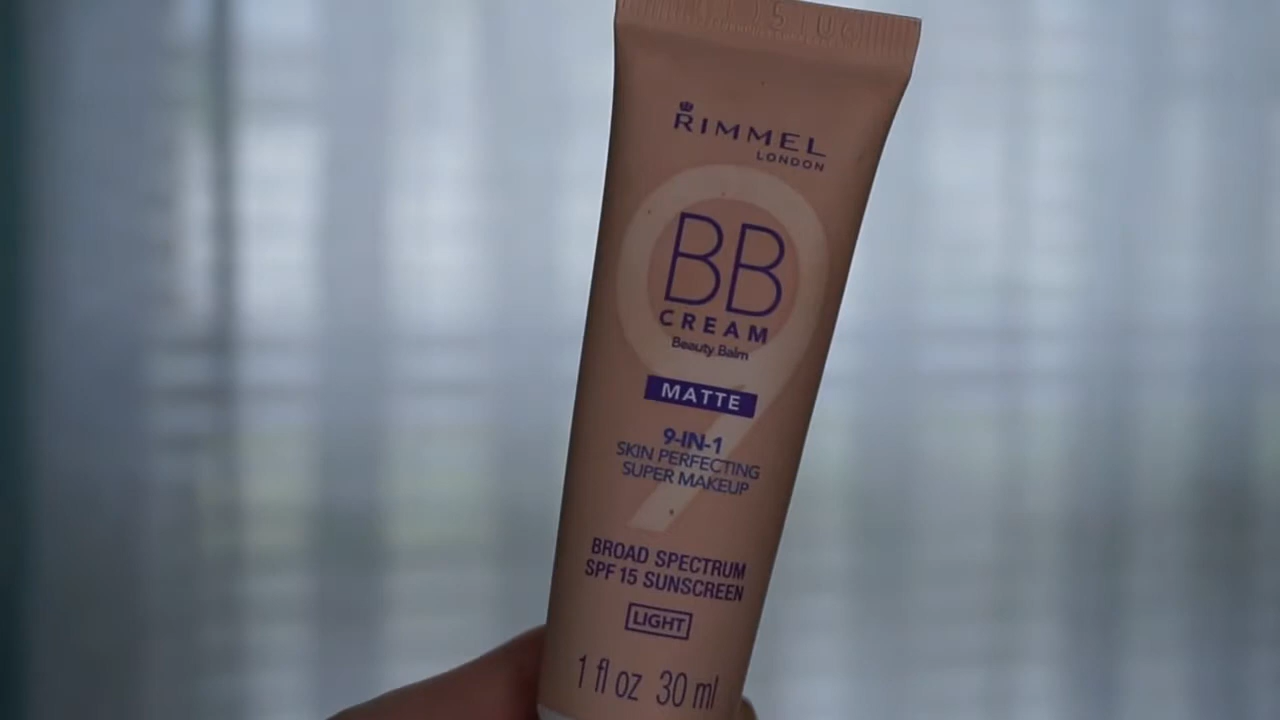 RIMMEL
LONDON
BB
CREAM
Beauty Balm
MATTE
9-IN-1
SKIN PERFECTING
SUPER MAKEUP
BROAD SPECTRUM
SPF 15 SUNSCREEN
LIGHT
1 fl oz 30 ml